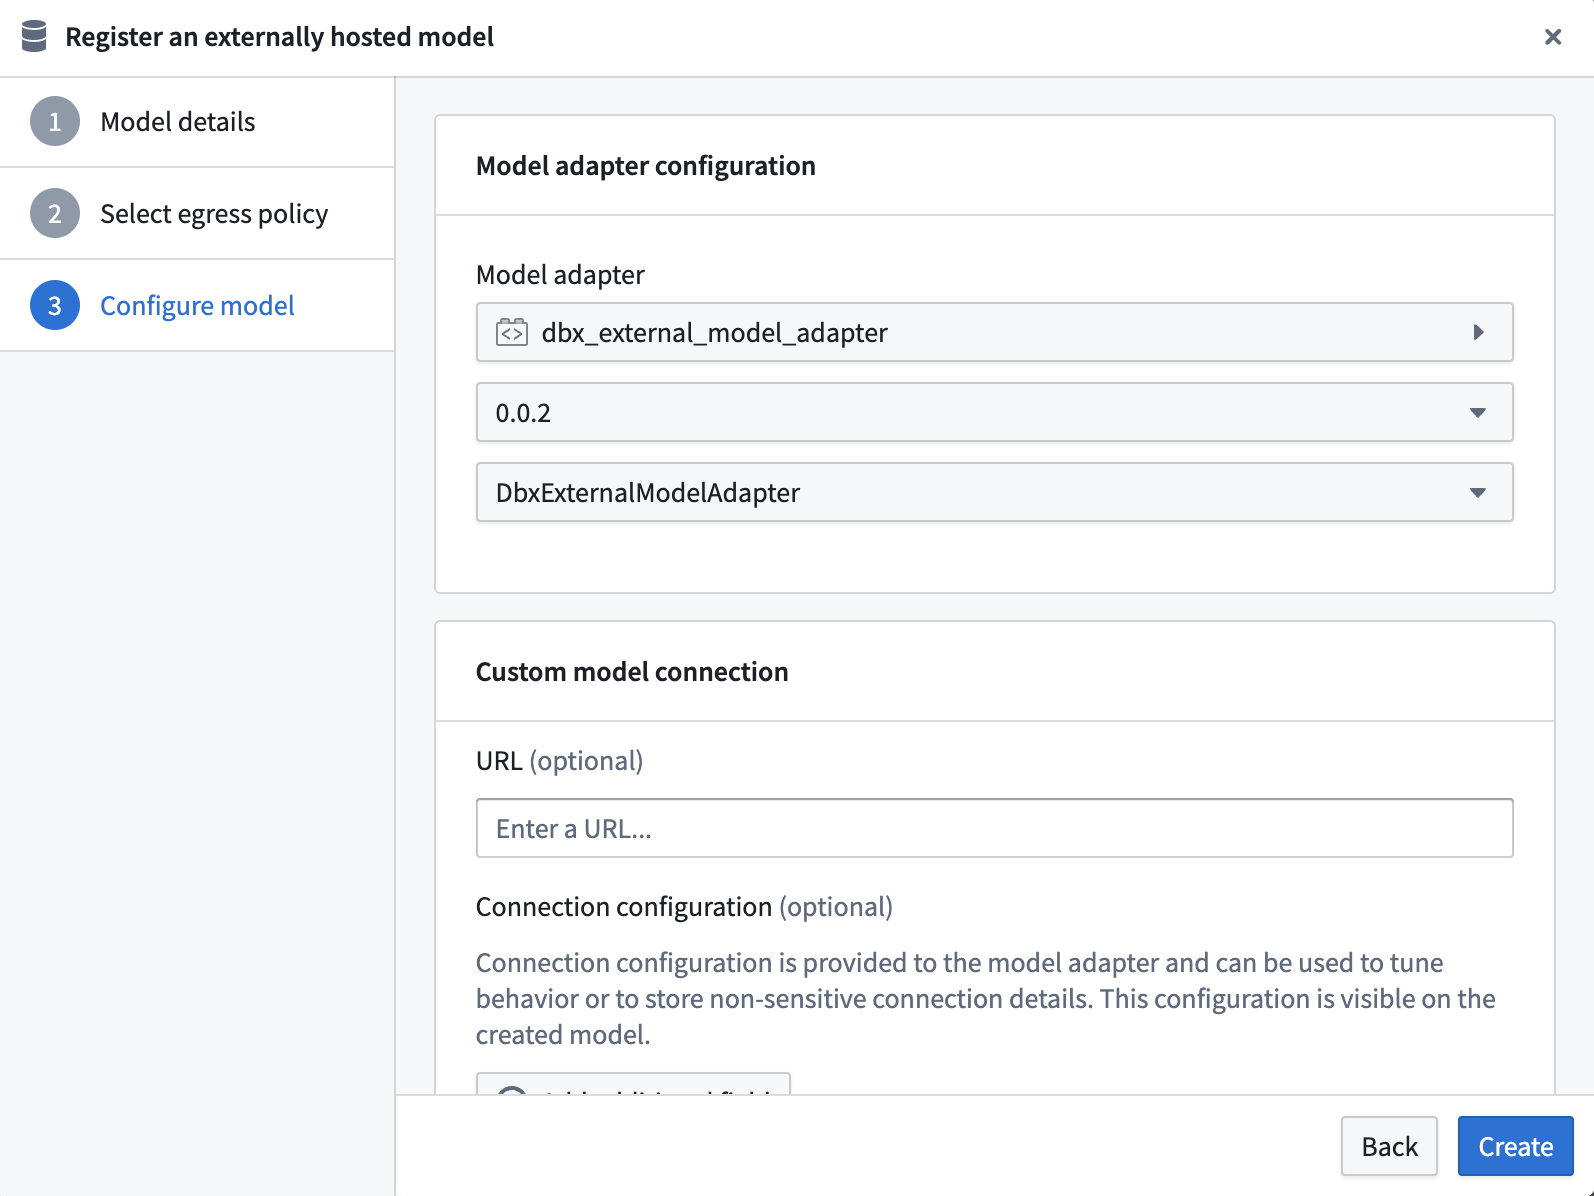 Register an externally hosted model
1 Model details
2 Select egress policy
3 Configure model
Model adapter configuration
Model adapter
dbx_external_model_adapter
0.0.2
DbxExternalModelAdapter
Custom model connection
URL (optional)
Enter a URL...
Connection configuration (optional)
Connection configuration is provided to the model adapter and can be used to tune
behavior or to store non-sensitive connection details. This configuration is visible on the
created model.
Back
Create